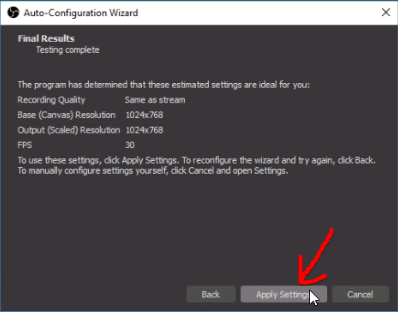 Auto-Configuration Wizard
Final Results
Testing complete
The program has determined that these estimated settings are ideal for you:
Recording Quality Same as stream
Base (Canvas) Resolution 1024x768
Output (Scaled) Resolution 1024x768
FPS 30
To use these settings, click Apply Settings. To reconfigure the wizard and try again, click Back.
To manually configure settings yourself, click Cancel and open Settings.
Back Apply Settings Cancel